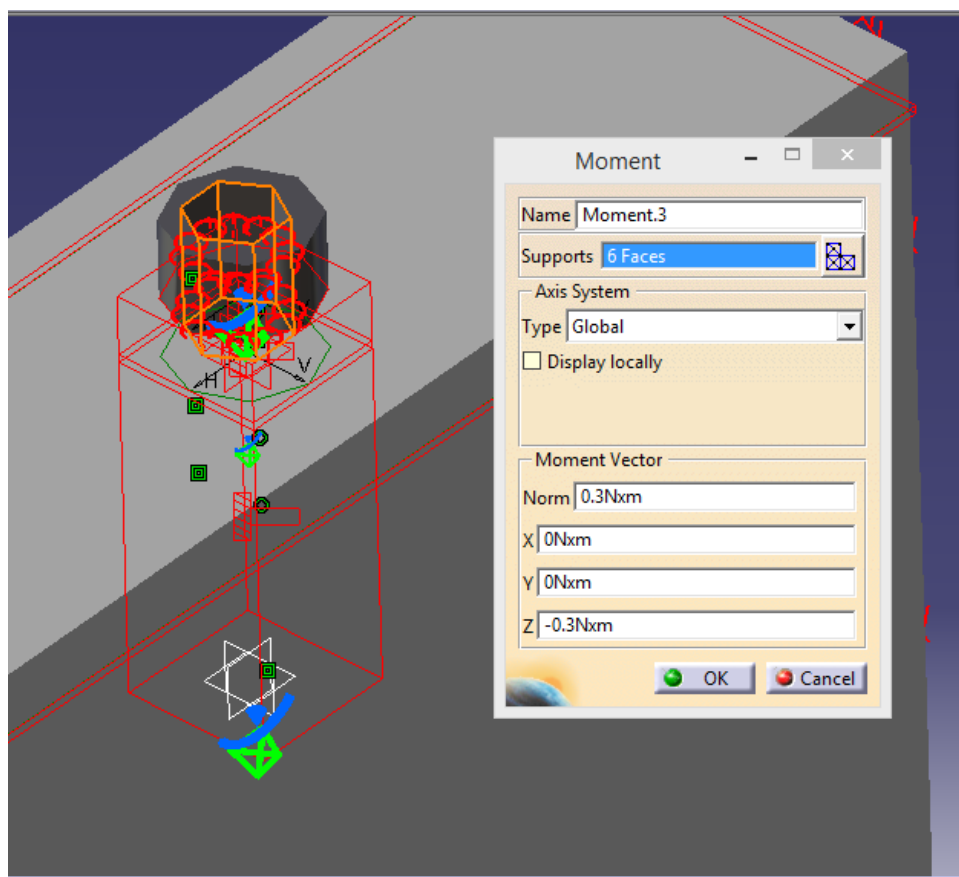 Moment
Name Moment.3
Supports 6 Faces
Axis System
Type Global
Display locally
Moment Vector
Norm 0.3Nxm
X 0Nxm
Y 0Nxm
Z -0.3Nxm
OK Cancel
H V